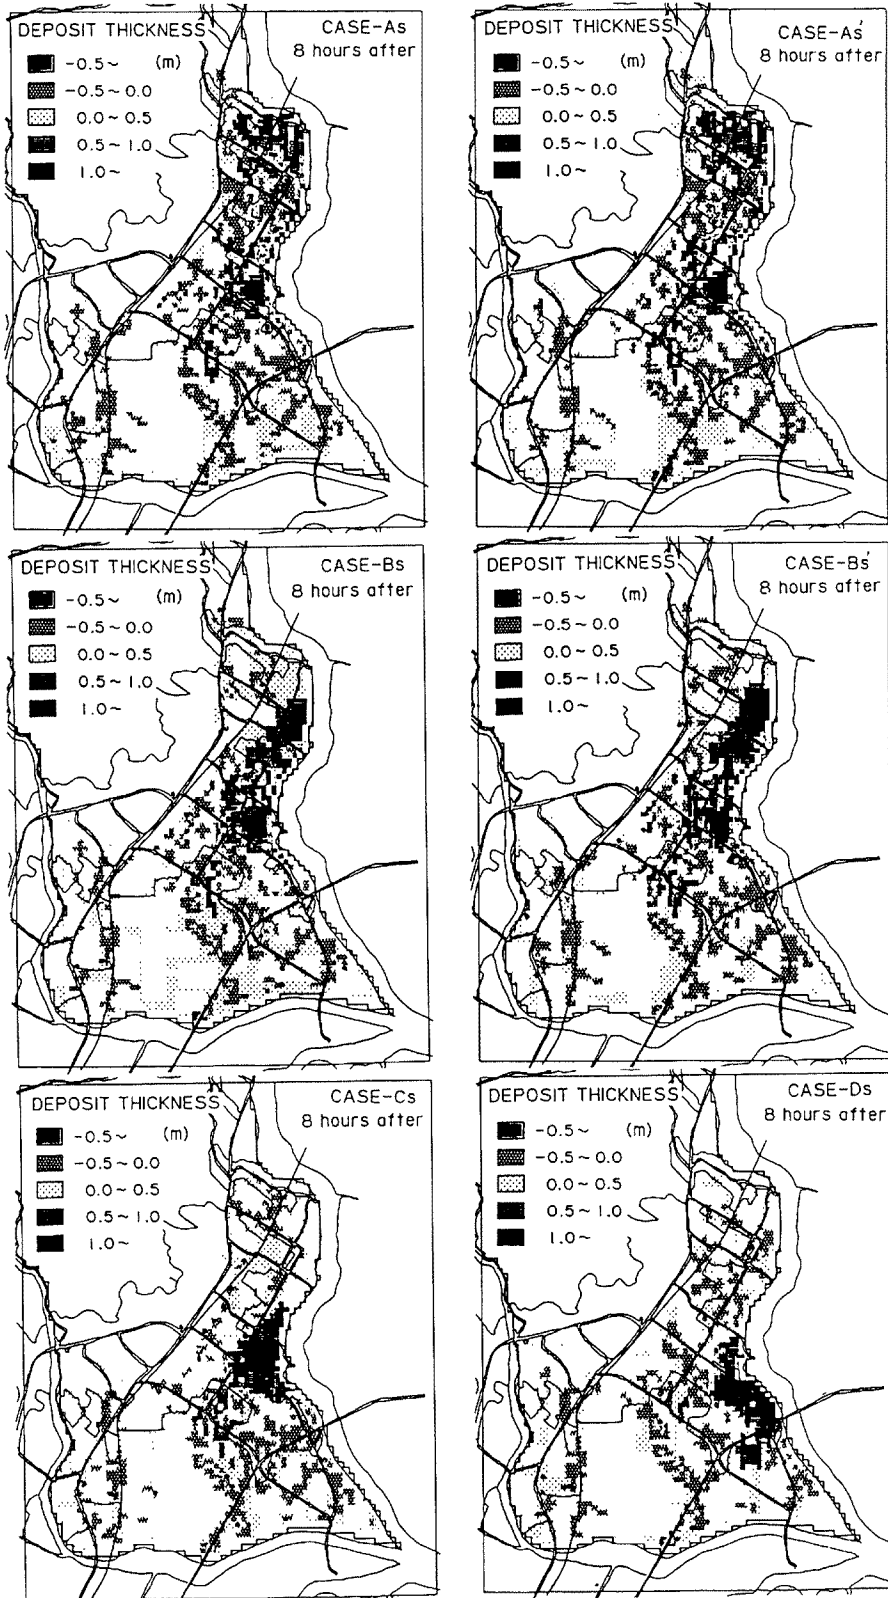 DEPOSIT THICKNESS
-0.5~ (m)
-0.5~0.0
0.0~0.5
0.5~1.0
1.0~
CASE-As
8 hours after
DEPOSIT THICKNESS
-0.5~ (m)
-0.5~0.0
0.0~0.5
0.5~1.0
1.0~
CASE-As'
8 hours after
DEPOSIT THICKNESS
-0.5~ (m)
-0.5~0.0
0.0~0.5
0.5~1.0
1.0~
CASE-Bs
8 hours after
DEPOSIT THICKNESS
-0.5~ (m)
-0.5~0.0
0.0~0.5
0.5~1.0
1.0~
CASE-Bs'
8 hours after
DEPOSIT THICKNESS
-0.5~ (m)
-0.5~0.0
0.0~0.5
0.5~1.0
1.0~
CASE-Cs
8 hours after
DEPOSIT THICKNESS
-0.5~ (m)
-0.5~0.0
0.0~0.5
0.5~1.0
1.0~
CASE-Ds
8 hours after